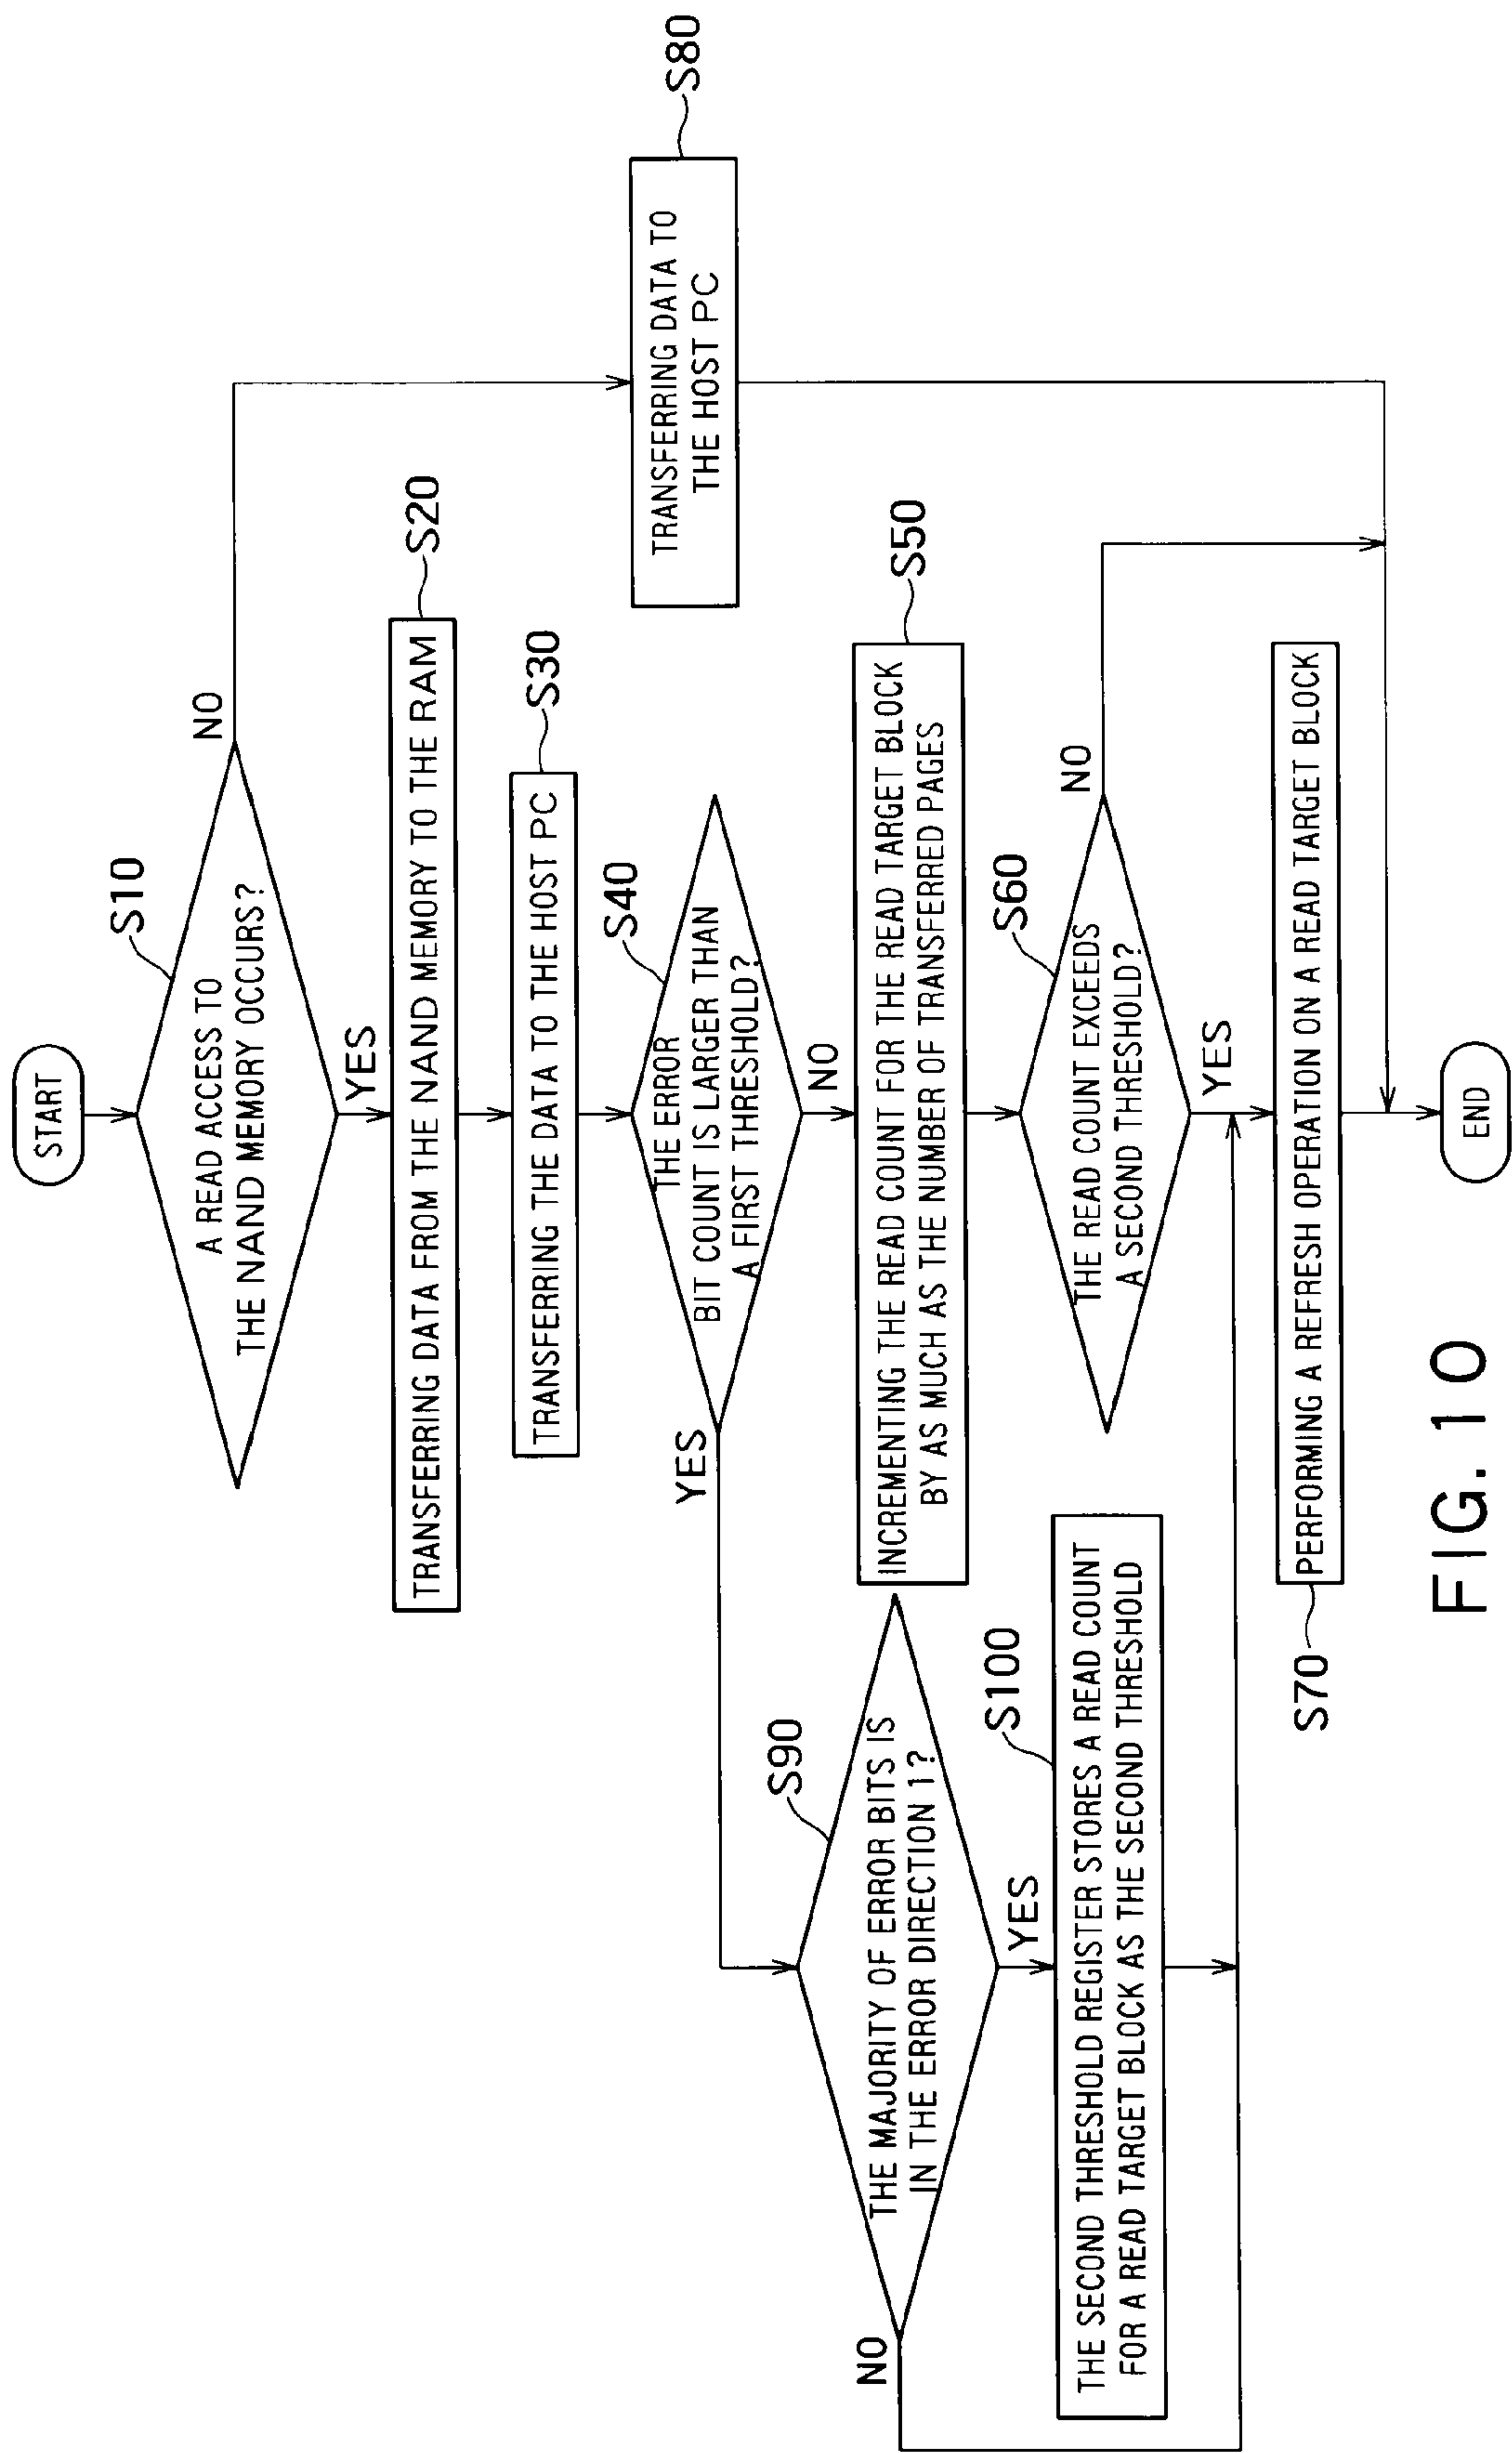 START
S10
A READ ACCESS TO
THE NAND MEMORY OCCURS?
NO
YES
S20
TRANSFERRING DATA FROM THE NAND MEMORY TO THE RAM
S30
TRANSFERRING THE DATA TO THE HOST PC
S80
TRANSFERRING DATA TO
THE HOST PC
S40
THE ERROR
BIT COUNT IS LARGER THAN
A FIRST THRESHOLD?
YES
NO
S50
INCREMENTING THE READ COUNT FOR THE READ TARGET BLOCK
BY AS MUCH AS THE NUMBER OF TRANSFERRED PAGES
S90
THE MAJORITY OF ERROR BITS IS
IN THE ERROR DIRECTION 1?
NO
YES
S60
THE READ COUNT EXCEEDS
A SECOND THRESHOLD?
NO
YES
S100
THE SECOND THRESHOLD REGISTER STORES A READ COUNT
FOR A READ TARGET BLOCK AS THE SECOND THRESHOLD
S70
PERFORMING A REFRESH OPERATION ON A READ TARGET BLOCK
END
FIG. 10